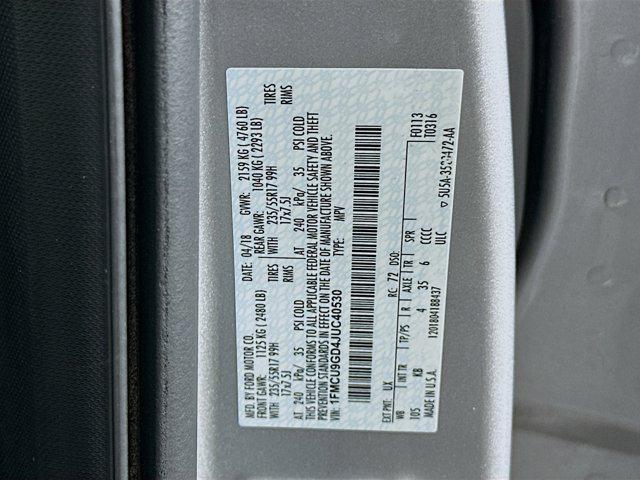 MFD. BY FORD MOTOR CO.
DATE: 04/18 GVWR: 2159 KG ( 4760 LB)
FRONT GAWR: 1125 KG ( 2480 LB) REAR GAWR: 1040 KG ( 2293 LB)
WITH 235/55R17 99H TIRES WITH 235/55R17 99H TIRES
17x7.5J RIMS 17x7.5J RIMS
AT 240 kPa/ 35 PSI COLD AT 240 kPa/ 35 PSI COLD
THIS VEHICLE CONFORMS TO ALL APPLICABLE FEDERAL MOTOR VEHICLE SAFETY AND THEFT
PREVENTION STANDARDS IN EFFECT ON THE DATE OF MANUFACTURE SHOWN ABOVE.
VIN: 1FMCU9GD4JUC40530 TYPE: MPV
EXT PNT: UX RC: 72 DSO: F0113
WB INT TR TP/PS R AXLE TR SPR T0316
105 KB 4 35 6 CCCC
MADE IN U.S.A. 1201804188437 ULC